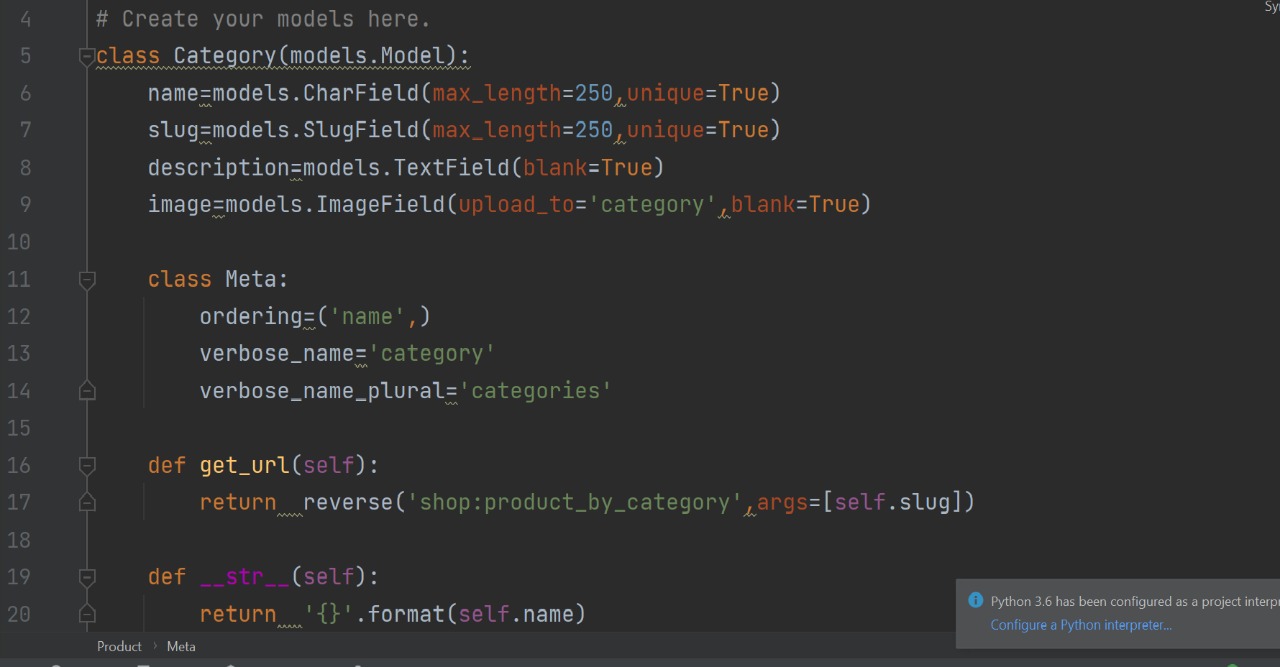 Sy
4 # Create your models here.
5 class Category(models.Model):
6 name=models.CharField(max_length=250,unique=True)
7 slug=models.SlugField(max_length=250,unique=True)
8 description=models.TextField(blank=True)
9 image=models.ImageField(upload_to='category',blank=True)
10
11 class Meta:
12 ordering=('name',)
13 verbose_name='category'
14 verbose_name_plural='categories'
15
16 def get_url(self):
17 return  reverse('shop:product_by_category',args=[self.slug])
18
19 def __str__(self):
20 return  '{}'.format(self.name)
Python 3.6 has been configured as a project interpr
Configure a Python interpreter...
Product › Meta